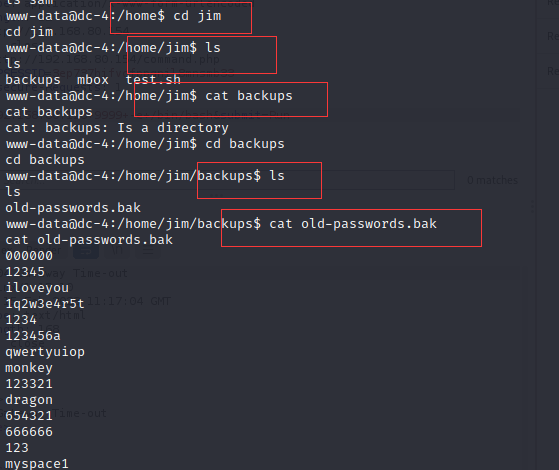 ls sam
www-data@dc-4:/home$ cd jim
cd jim
www-data@dc-4:/home/jim$ ls
ls
backups  mbox  test.sh
www-data@dc-4:/home/jim$ cat backups
cat backups
cat: backups: Is a directory
www-data@dc-4:/home/jim$ cd backups
cd backups
www-data@dc-4:/home/jim/backups$ ls
ls
0 matches
old-passwords.bak
www-data@dc-4:/home/jim/backups$ cat old-passwords.bak
cat old-passwords.bak
000000
12345
iloveyou
1q2w3e4r5t
1234
123456a
qwertyuiop
monkey
123321
dragon
654321
666666
123
myspace1